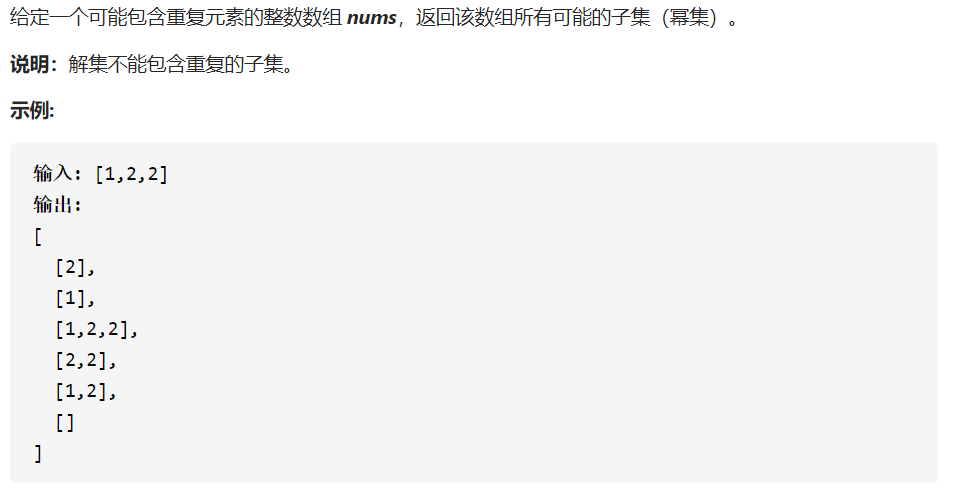 给定一个可能包含重复元素的整数数组 nums，返回该数组所有可能的子集（幂集）。
说明：解集不能包含重复的子集。
示例:
输入: [1,2,2]
输出:
[
  [2],
  [1],
  [1,2,2],
  [2,2],
  [1,2],
  []
]